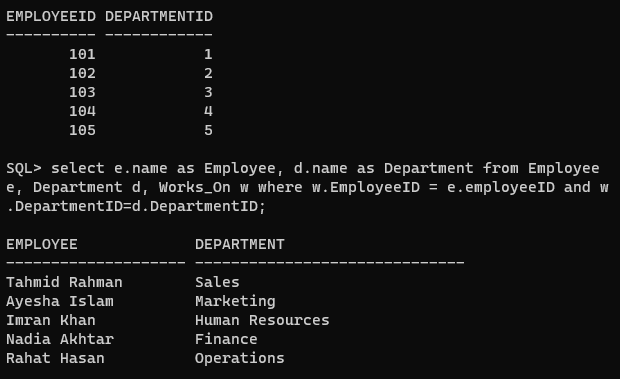 EMPLOYEEID DEPARTMENTID
---------- ------------
       101            1
       102            2
       103            3
       104            4
       105            5
SQL> select e.name as Employee, d.name as Department from Employee
e, Department d, Works_On w where w.EmployeeID = e.employeeID and w
.DepartmentID=d.DepartmentID;
EMPLOYEE             DEPARTMENT
-------------------- ------------------------------
Tahmid Rahman        Sales
Ayesha Islam         Marketing
Imran Khan           Human Resources
Nadia Akhtar         Finance
Rahat Hasan          Operations